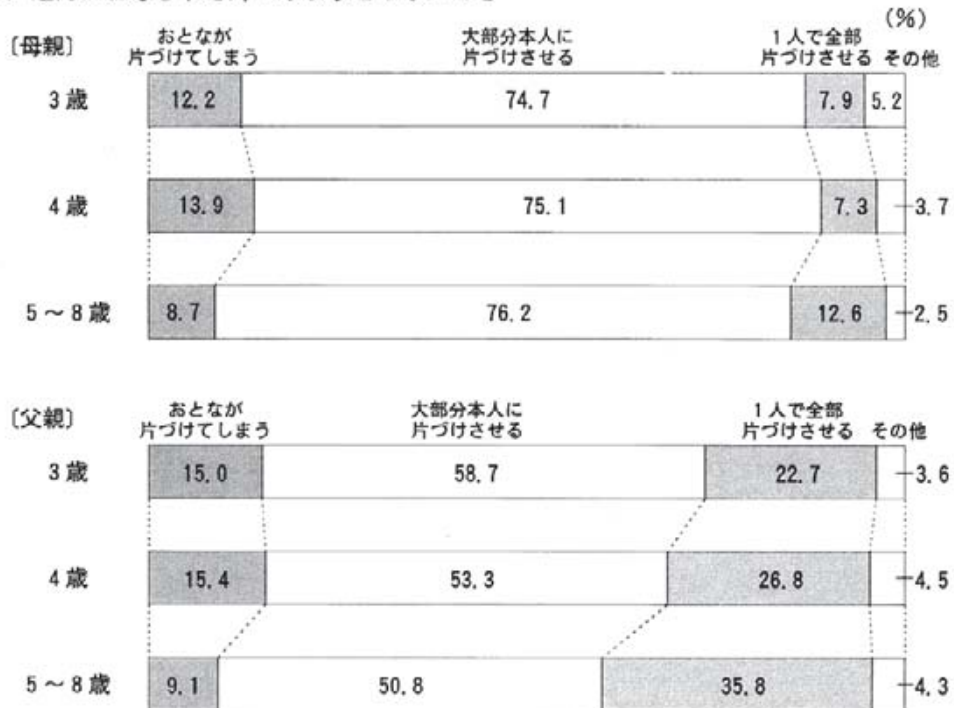 (%)
〔母親〕
おとなが
片づけてしまう
大部分本人に
片づけさせる
1人で全部
片づけさせる
その他
3歳 12.2 74.7 7.9 5.2
4歳 13.9 75.1 7.3 3.7
5～8歳 8.7 76.2 12.6 2.5
〔父親〕
おとなが
片づけてしまう
大部分本人に
片づけさせる
1人で全部
片づけさせる
その他
3歳 15.0 58.7 22.7 3.6
4歳 15.4 53.3 26.8 4.5
5～8歳 9.1 50.8 35.8 4.3